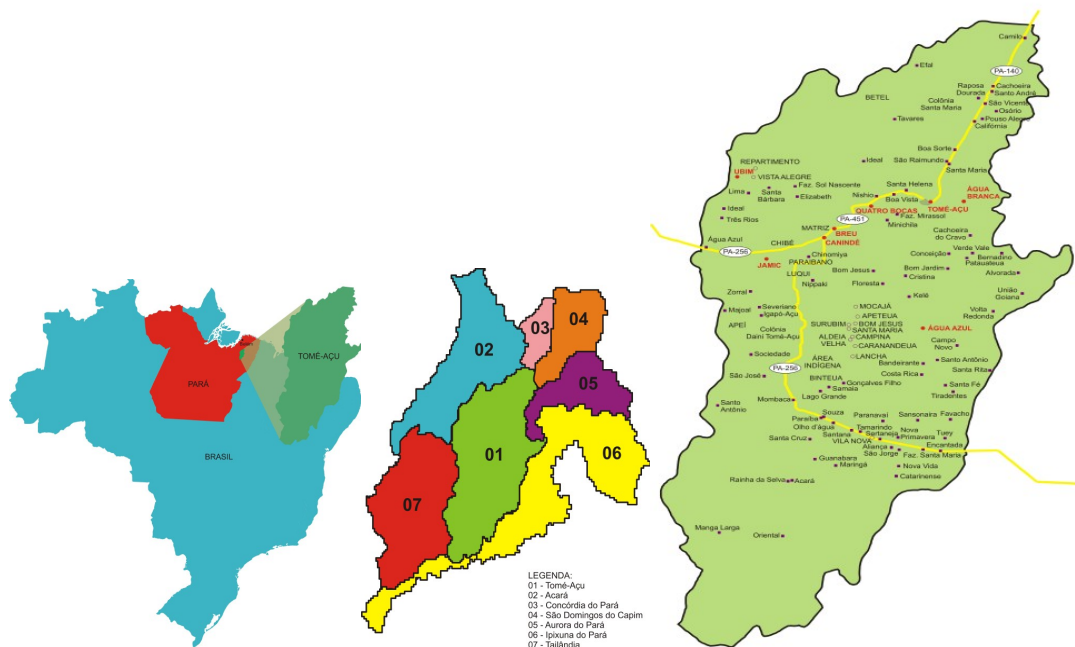 PARÁ
BRASIL
TOMÉ-AÇU
02
03
04
05
01
06
07
LEGENDA:
01 - Tomé-Açu
02 - Acará
03 - Concórdia do Pará
04 - São Domingos do Capim
05 - Aurora do Pará
06 - Ipixuna do Pará
07 - Tailândia
Camilo
Efal
PA-140
Raposa
Dourada
Cachoeira
Santo André
BETEL
Colônia
Santa Maria
São Vicente
Osório
Pouso Alegre
Tavares
Califórnia
Boa Sorte
REPARTIMENTO
Ideal
São Raimundo
UBIM
VISTA ALEGRE
Santa Maria
Lima
Santa
Bárbara
Faz. Sol Nascente
Elizabeth
Nishio
Santa Helena
Boa Vista
ÁGUA
BRANCA
Ideal
QUATRO BOCAS
TOMÉ-AÇU
Três Rios
PA-451
Faz. Mirassol
Minichila
MATRIZ
BREU
Cachoeira
do Cravo
Água Azul
CHIBÉ
CANINDÉ
PA-256
Chinomiya
Conceição
Verde Vale
Bernadino
Patauateua
JAMIC
PARAIBANO
LUQUI
Bom Jesus
Bom Jardim
Cristina
Alvorada
Nippaki
Floresta
Zorral
Kelé
União
Goiana
Severiano
Igapó-Açu
MOCAJÁ
Majoal
APETEUA
Volta
Redonda
APEÍ
Colônia
Daini Tomé-Açu
SURUBIM
BOM JESUS
SANTA MARIA
ÁGUA AZUL
ALDEIA
VELHA
CAMPINA
CARANANDEUA
Campo
Novo
Sociedade
LANCHA
ÁREA
INDÍGENA
Bandeirante
Santo Antônio
PA-256
Costa Rica
Santa Rita
São José
BINTEUA
Gonçalves Filho
Samaia
Lago Grande
Santa Fé
Tiradentes
Mombaca
Santo
Antônio
Souza
Paraíba
Olho d'água
Paranavaí
Sansonaira
Favacho
Tamarindo
Santana
Sertaneja
Nova
Primavera
Tuey
Santa Cruz
VILA NOVA
Aliança
Encantada
São Jorge
Faz. Santa Maria
Guanabara
Maringá
Nova Vida
Rainha da Selva
Acará
Catarinense
Manga Larga
Oriental